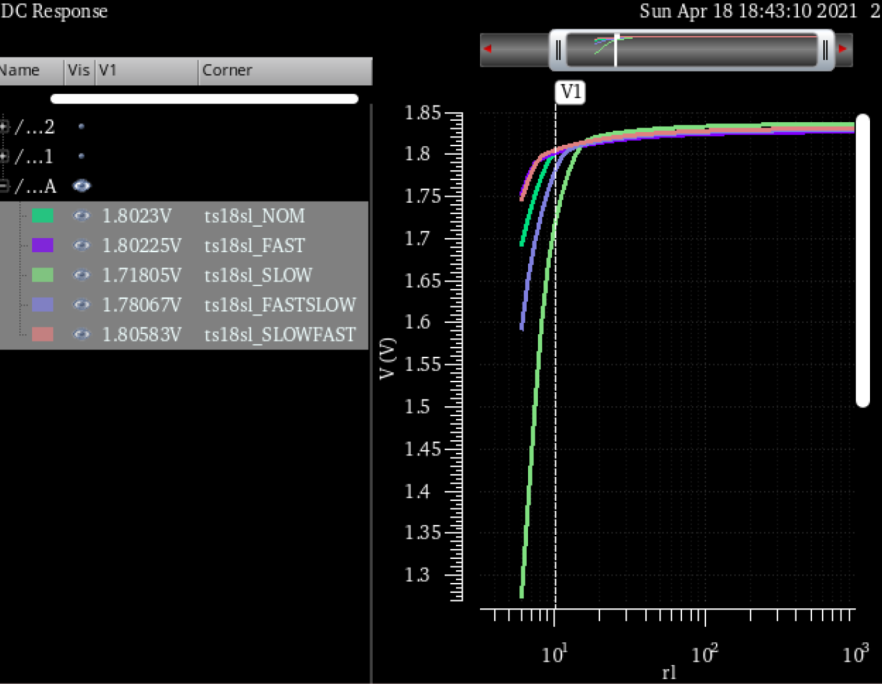 DC Response
Sun Apr 18 18:43:10 2021 2
Name Vis V1 Corner
/...2
/...1
/...A
1.8023V ts18sl_NOM
1.80225V ts18sl_FAST
1.71805V ts18sl_SLOW
1.78067V ts18sl_FASTSLOW
1.80583V ts18sl_SLOWFAST
V1
1.85
1.8
1.75
1.7
1.65
1.6
1.55
1.5
1.45
1.4
1.35
1.3
V (V)
10¹ 10² 10³
rl